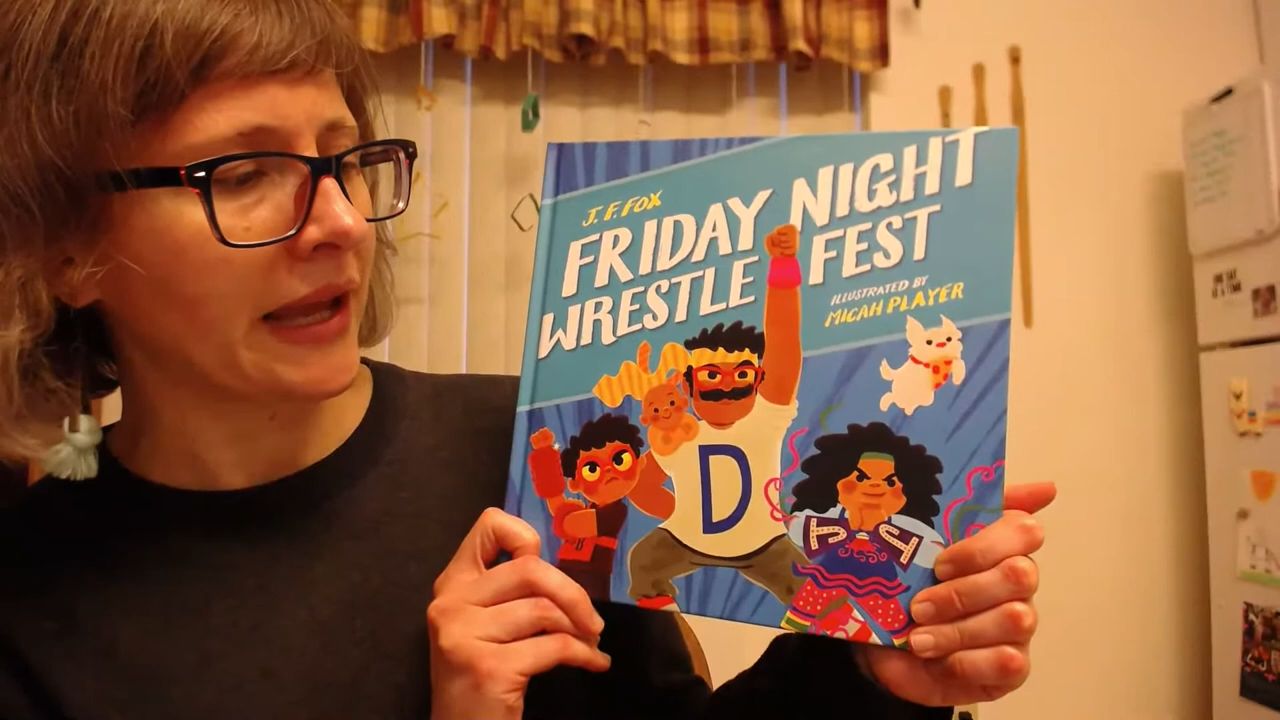 J. F. FOX
FRIDAY NIGHT
WRESTLE FEST
ILLUSTRATED BY
MICAH PLAYER
D